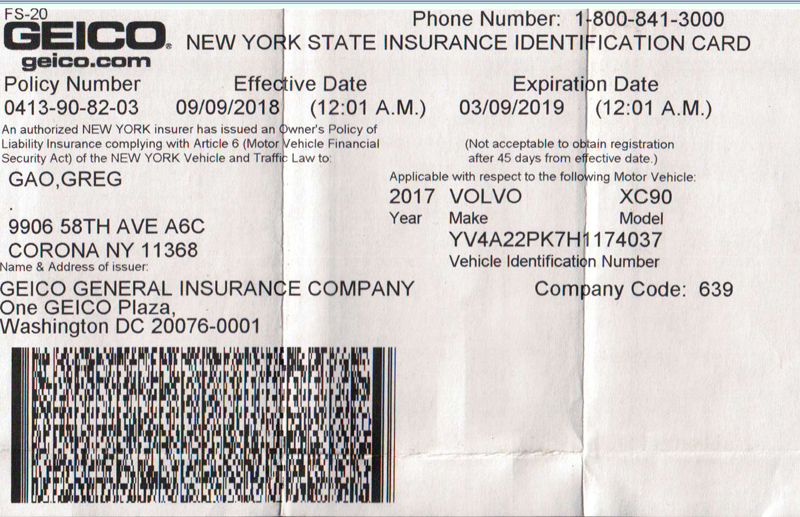 FS-20
GEICO®
geico.com
Phone Number: 1-800-841-3000
NEW YORK STATE INSURANCE IDENTIFICATION CARD
Policy Number Effective Date Expiration Date
0413-90-82-03 09/09/2018 (12:01 A.M.) 03/09/2019 (12:01 A.M.)
An authorized NEW YORK insurer has issued an Owner's Policy of
Liability Insurance complying with Article 6 (Motor Vehicle Financial
Security Act) of the NEW YORK Vehicle and Traffic Law to:
(Not acceptable to obtain registration
after 45 days from effective date.)
GAO,GREG
.
9906 58TH AVE A6C
CORONA NY 11368
Applicable with respect to the following Motor Vehicle:
2017 VOLVO XC90
Year Make Model
YV4A22PK7H1174037
Vehicle Identification Number
Name & Address of issuer:
GEICO GENERAL INSURANCE COMPANY
One GEICO Plaza,
Washington DC 20076-0001
Company Code: 639